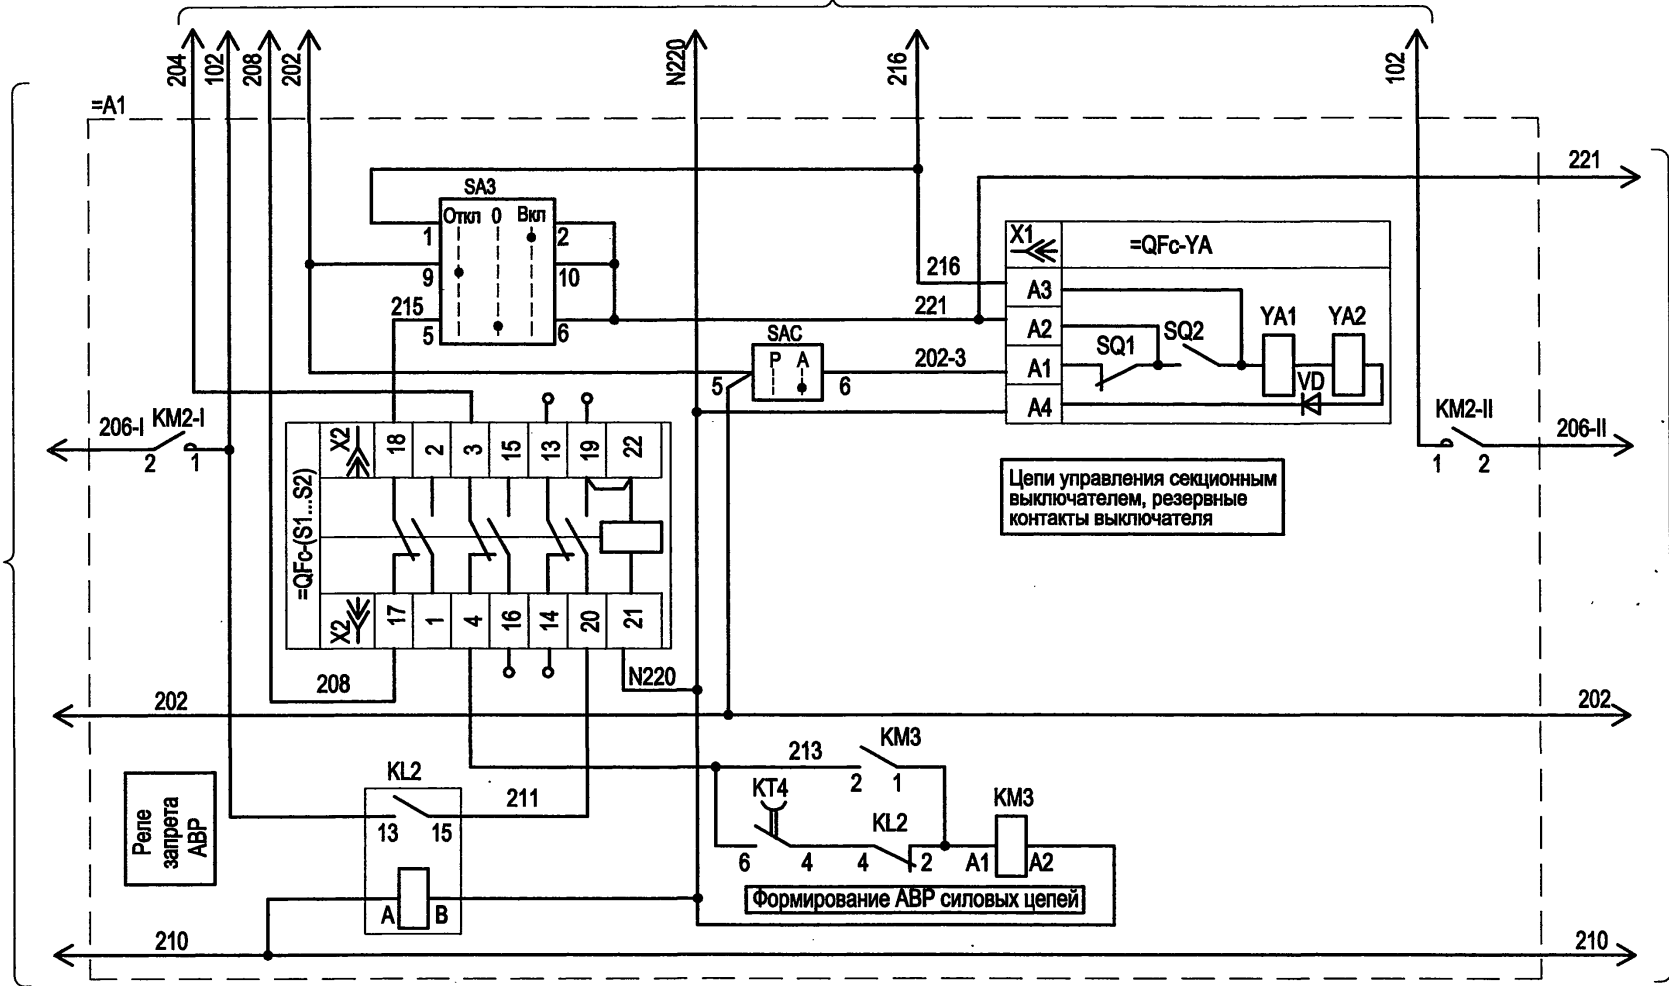 204
102
208
202
N220
216
102
=A1
221
SA3
Откл 0 Вкл
1 2
9 10
215
5 6
X1
=QFc-YA
216
A3
221
A2
SAC
P A
5 6
202-3
A1
A4
SQ1
SQ2
YA1
YA2
VD
206-I
KM2-I
2 1
KM2-II
206-II
1 2
=QFc-(S1...S2)
X2 18 2 3 15 13 19 22
X2 17 1 4 16 14 20 21
Цепи управления секционным
выключателем, резервные
контакты выключателя
208
N220
202
202
213
KM3
2 1
KT4
6 4
KL2
4 2
KM3
A1 A2
Реле
запрета
АВР
KL2
13 15
211
A B
Формирование АВР силовых цепей
210
210